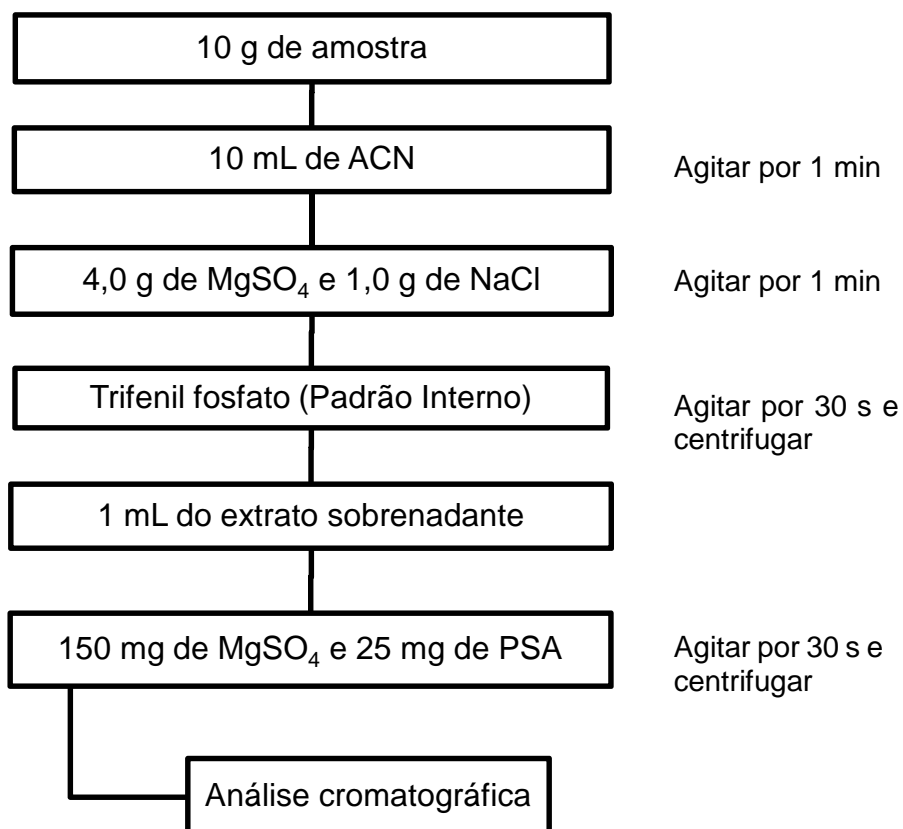 10 g de amostra
10 mL de ACN
Agitar por 1 min
4,0 g de MgSO₄ e 1,0 g de NaCl
Agitar por 1 min
Trifenil fosfato (Padrão Interno)
Agitar por 30 s e
centrifugar
1 mL do extrato sobrenadante
150 mg de MgSO₄ e 25 mg de PSA
Agitar por 30 s e
centrifugar
Análise cromatográfica